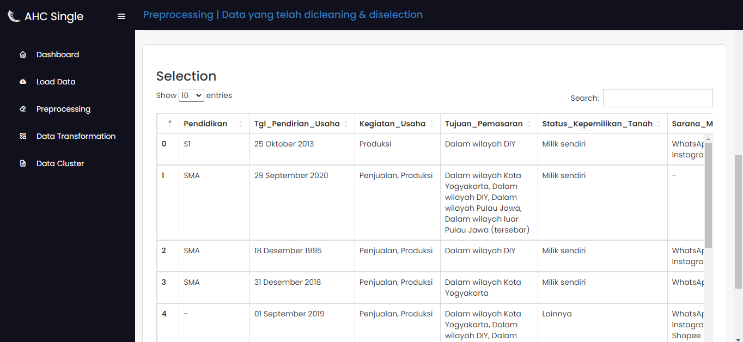 AHC Single
Preprocessing | Data yang telah dicleaning & diselection
Dashboard
Load Data
Preprocessing
Data Transformation
Data Cluster
Selection
Show 10 entries
Search:
Pendidikan Tgl_Pendirian_Usaha Kegiatan_Usaha Tujuan_Pemasaran Status_Kepemilikan_Tanah Sarana_M
0 S1 25 Oktober 2013 Produksi Dalam wilayah DIY Milik sendiri WhatsAp
Instagra
1 SMA 29 September 2020 Penjualan, Produksi Dalam wilayah Kota Milik sendiri -
Yogyakarta, Dalam
wilayah DIY, Dalam
wilayah Pulau Jawa,
Dalam wilayah luar
Pulau Jawa (tersebar)
2 SMA 18 Desember 1995 Penjualan, Produksi Dalam wilayah DIY Milik sendiri WhatsAp
Instagra
3 SMA 31 Desember 2018 Penjualan, Produksi Dalam wilayah Kota Milik sendiri WhatsAp
Yogyakarta
4 - 01 September 2019 Penjualan, Produksi Dalam wilayah Kota Lainnya WhatsAp
Yogyakarta, Dalam Instagra
wilayah DIY, Dalam Shopee